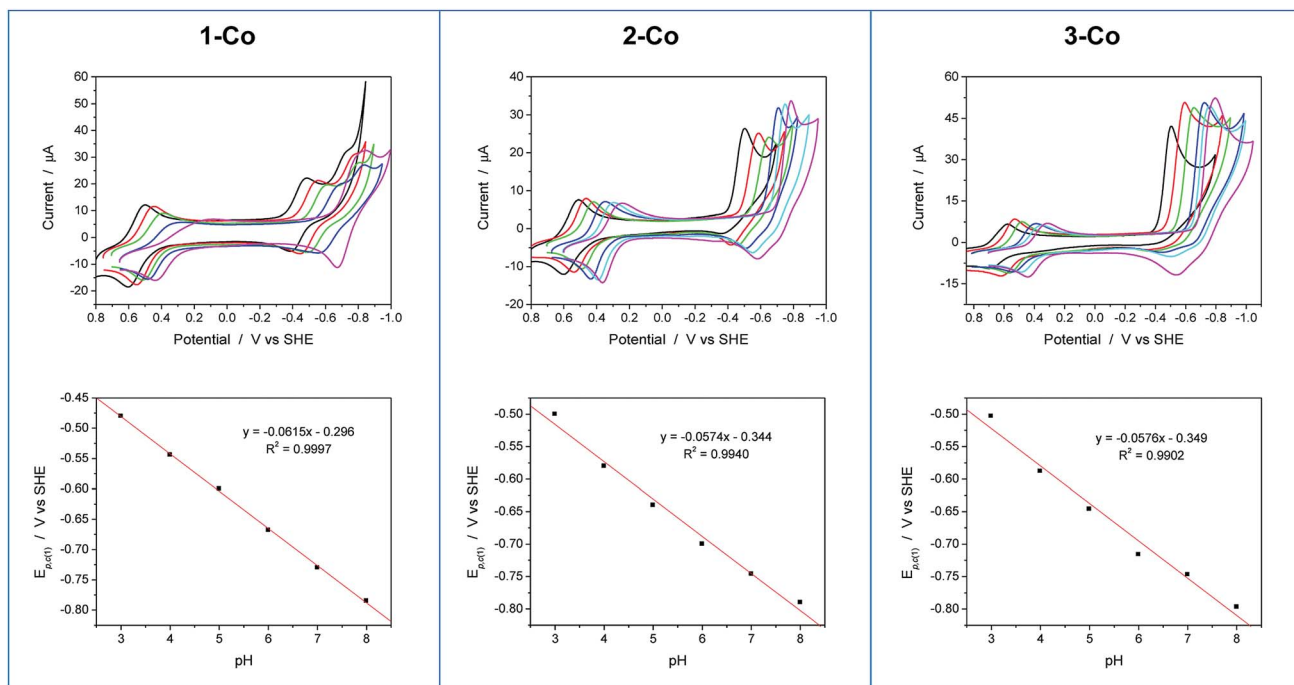 1-Co
60
50
40
30
20
10
0
-10
-20
0.8 0.6 0.4 0.2 0.0 -0.2 -0.4 -0.6 -0.8 -1.0
Current / µA
Potential / V vs SHE
-0.45
-0.50
-0.55
-0.60
-0.65
-0.70
-0.75
-0.80
3 4 5 6 7 8
E p,c(1) / V vs SHE
pH
y = -0.0615x - 0.296
R² = 0.9997
2-Co
40
30
20
10
0
-10
-20
0.8 0.6 0.4 0.2 0.0 -0.2 -0.4 -0.6 -0.8 -1.0
Current / µA
Potential / V vs SHE
-0.50
-0.55
-0.60
-0.65
-0.70
-0.75
-0.80
3 4 5 6 7 8
E p,c(1) / V vs SHE
pH
y = -0.0574x - 0.344
R² = 0.9940
3-Co
60
45
30
15
0
-15
0.8 0.6 0.4 0.2 0.0 -0.2 -0.4 -0.6 -0.8 -1.0
Current / µA
Potential / V vs SHE
-0.50
-0.55
-0.60
-0.65
-0.70
-0.75
-0.80
3 4 5 6 7 8
E p,c(1) / V vs SHE
pH
y = -0.0576x - 0.349
R² = 0.9902